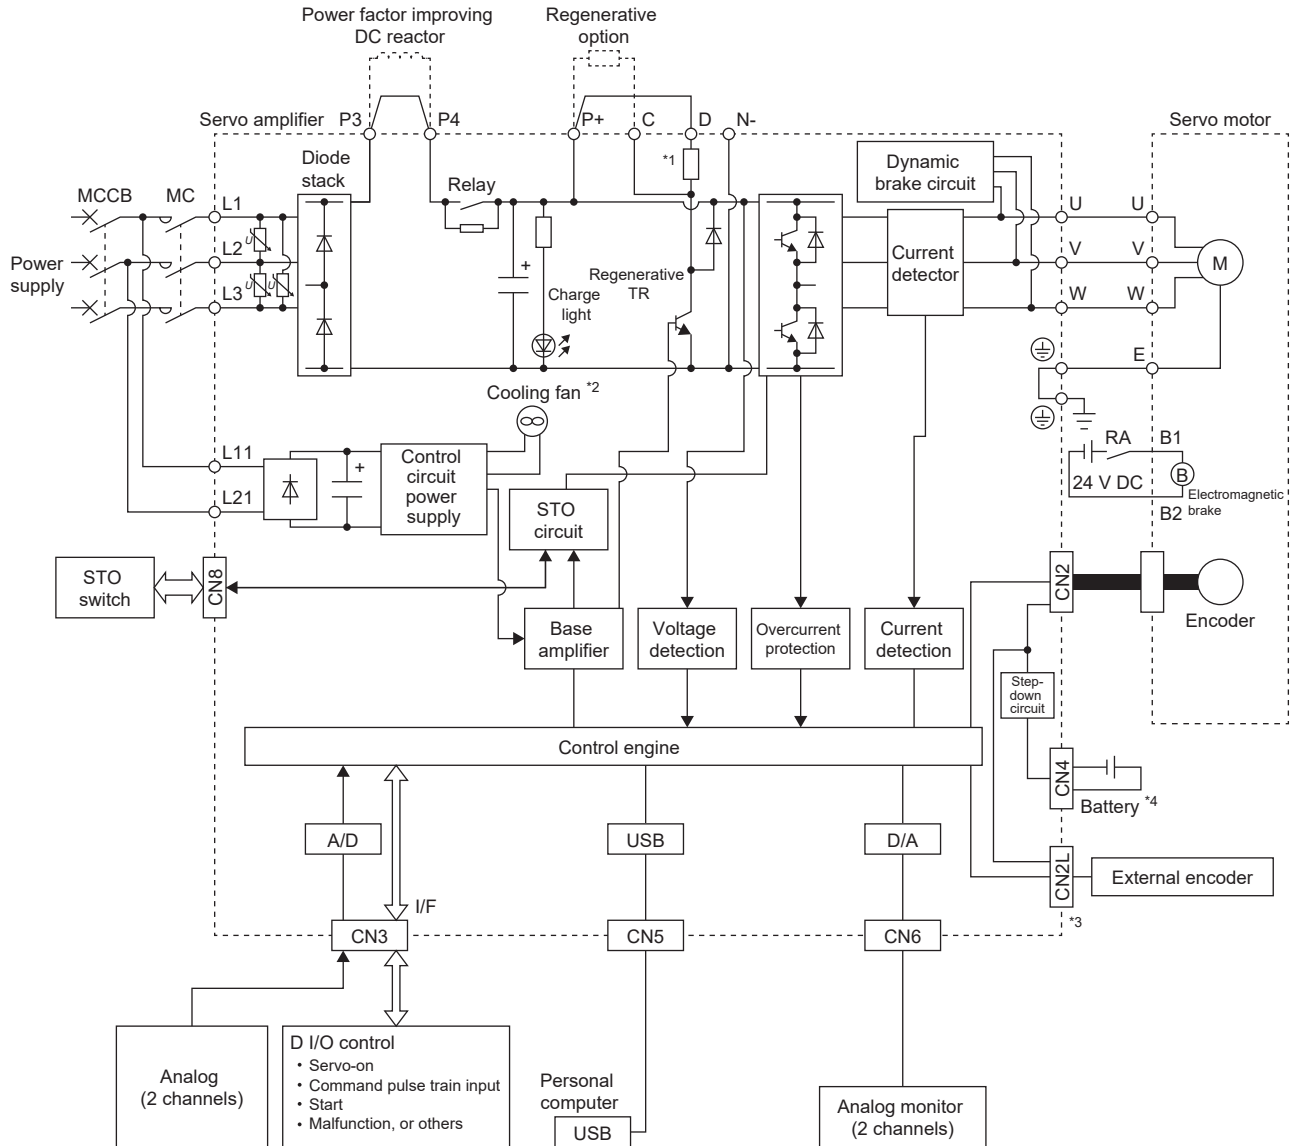 Power factor improving
DC reactor
Regenerative
option
Servo amplifier
P3
P4
P+
C
D
N-
Servo motor
Diode
stack
*1
Dynamic
brake circuit
MCCB
MC
Relay
L1
U
U
U
+
L2
Power
supply
Current
detector
V
V
M
Regenerative
TR
U
U
L3
Charge
light
W
W
E
Cooling fan *2
RA
B1
L11
+
Control
circuit
power
supply
24 V DC
B
Electromagnetic
brake
L21
STO
circuit
B2
STO
switch
CN8
CN2
Encoder
Base
amplifier
Voltage
detection
Overcurrent
protection
Current
detection
Step-
down
circuit
Control engine
CN4
Battery *4
A/D
USB
D/A
CN2L
External encoder
I/F
*3
CN3
CN5
CN6
Analog
(2 channels)
D I/O control
• Servo-on
• Command pulse train input
• Start
• Malfunction, or others
Personal
computer
USB
Analog monitor
(2 channels)